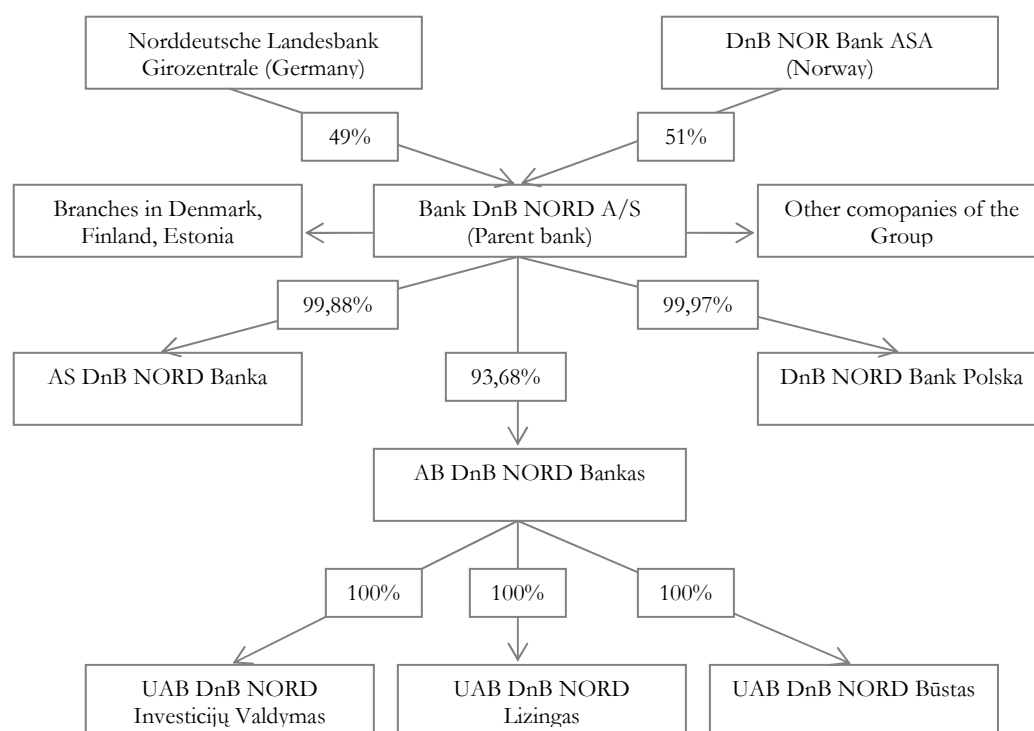 Norddeutsche Landesbank
Girozentrale (Germany)
DnB NOR Bank ASA
(Norway)
49%
51%
Branches in Denmark,
Finland, Estonia
Bank DnB NORD A/S
(Parent bank)
Other comopanies of the
Group
99,88%
99,97%
AS DnB NORD Banka
93,68%
DnB NORD Bank Polska
AB DnB NORD Bankas
100%
100%
100%
UAB DnB NORD
Investicijų Valdymas
UAB DnB NORD
Lizingas
UAB DnB NORD Būstas